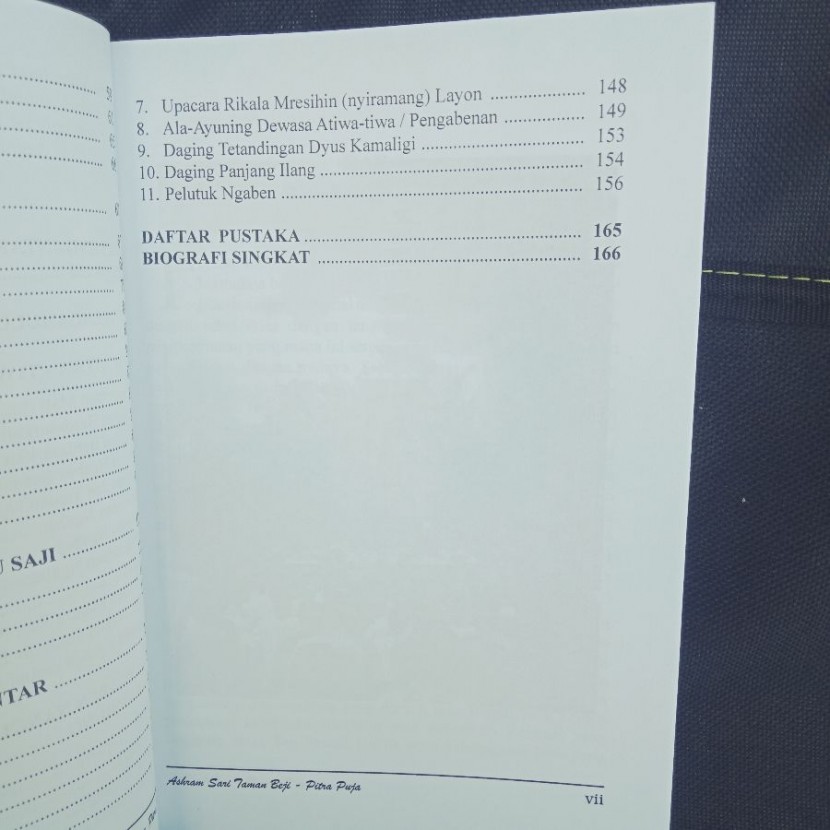 7. Upacara Rikala Mresihin (nyiramang) Layon ..................... 148
8. Ala-Ayuning Dewasa Atiwa-tiwa / Pengabenan ................. 149
9. Daging Tetandingan Dyus Kamaligi .................................. 153
10. Daging Panjang Ilang ...................................................... 154
11. Pelutuk Ngaben ............................................................... 156
DAFTAR PUSTAKA ............................................................ 165
BIOGRAFI SINGKAT ......................................................... 166
Ashram Sari Taman Beji - Pitra Puja
vii
SAJI